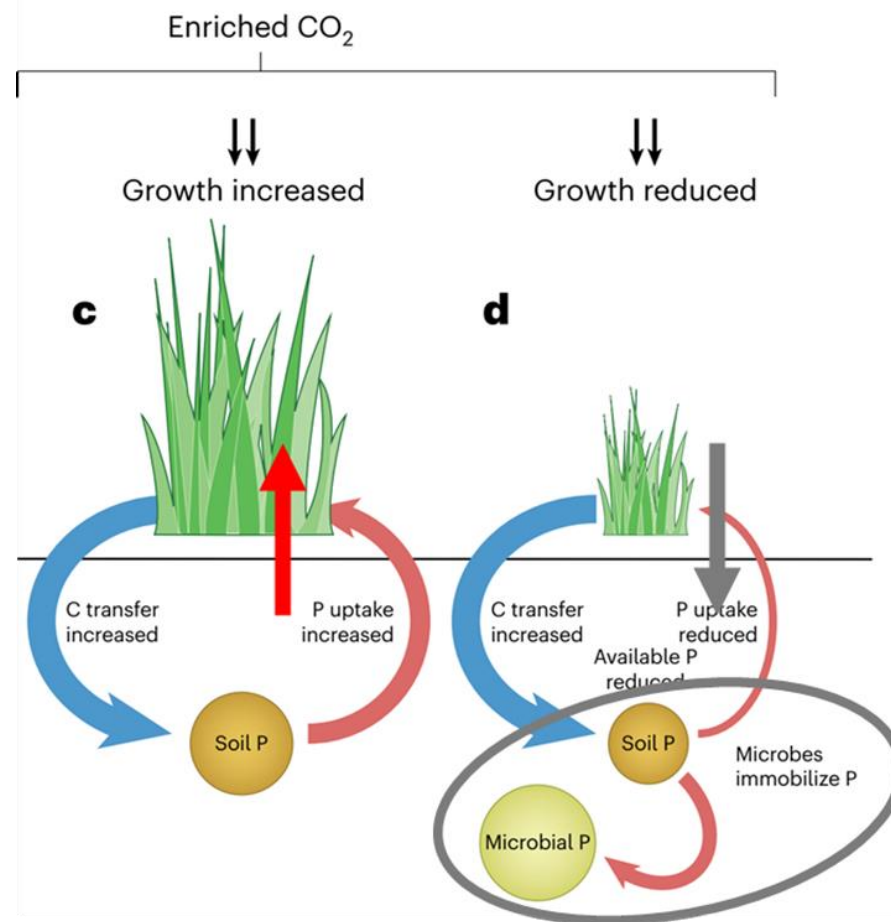 Enriched CO₂
Growth increased
Growth reduced
c
d
C transfer
increased
P uptake
increased
Soil P
C transfer
increased
P uptake
reduced
Available P
reduced
Soil P
Microbes
immobilize P
Microbial P